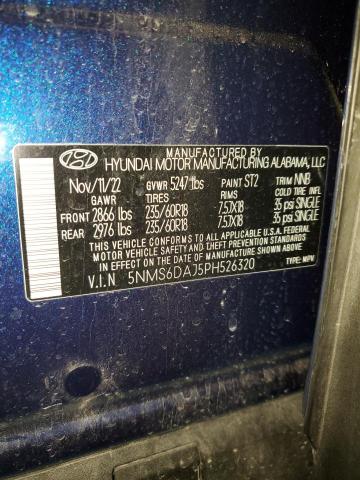 MANUFACTURED BY
HYUNDAI MOTOR MANUFACTURING ALABAMA, LLC
Nov/11/22 GVWR 5247 lbs PAINT ST2 TRIM NNB
GAWR TIRES RIMS COLD TIRE INFL
FRONT 2866 lbs 235/60R18 7.5JX18 35 psi SINGLE
REAR 2976 lbs 235/60R18 7.5JX18 35 psi SINGLE
THIS VEHICLE CONFORMS TO ALL APPLICABLE U.S.A. FEDERAL
MOTOR VEHICLE SAFETY AND THEFT PREVENTION STANDARDS
IN EFFECT ON THE DATE OF MANUFACTURE SHOWN ABOVE.
V.I.N 5NMS6DAJ5PH526320 TYPE: MPV